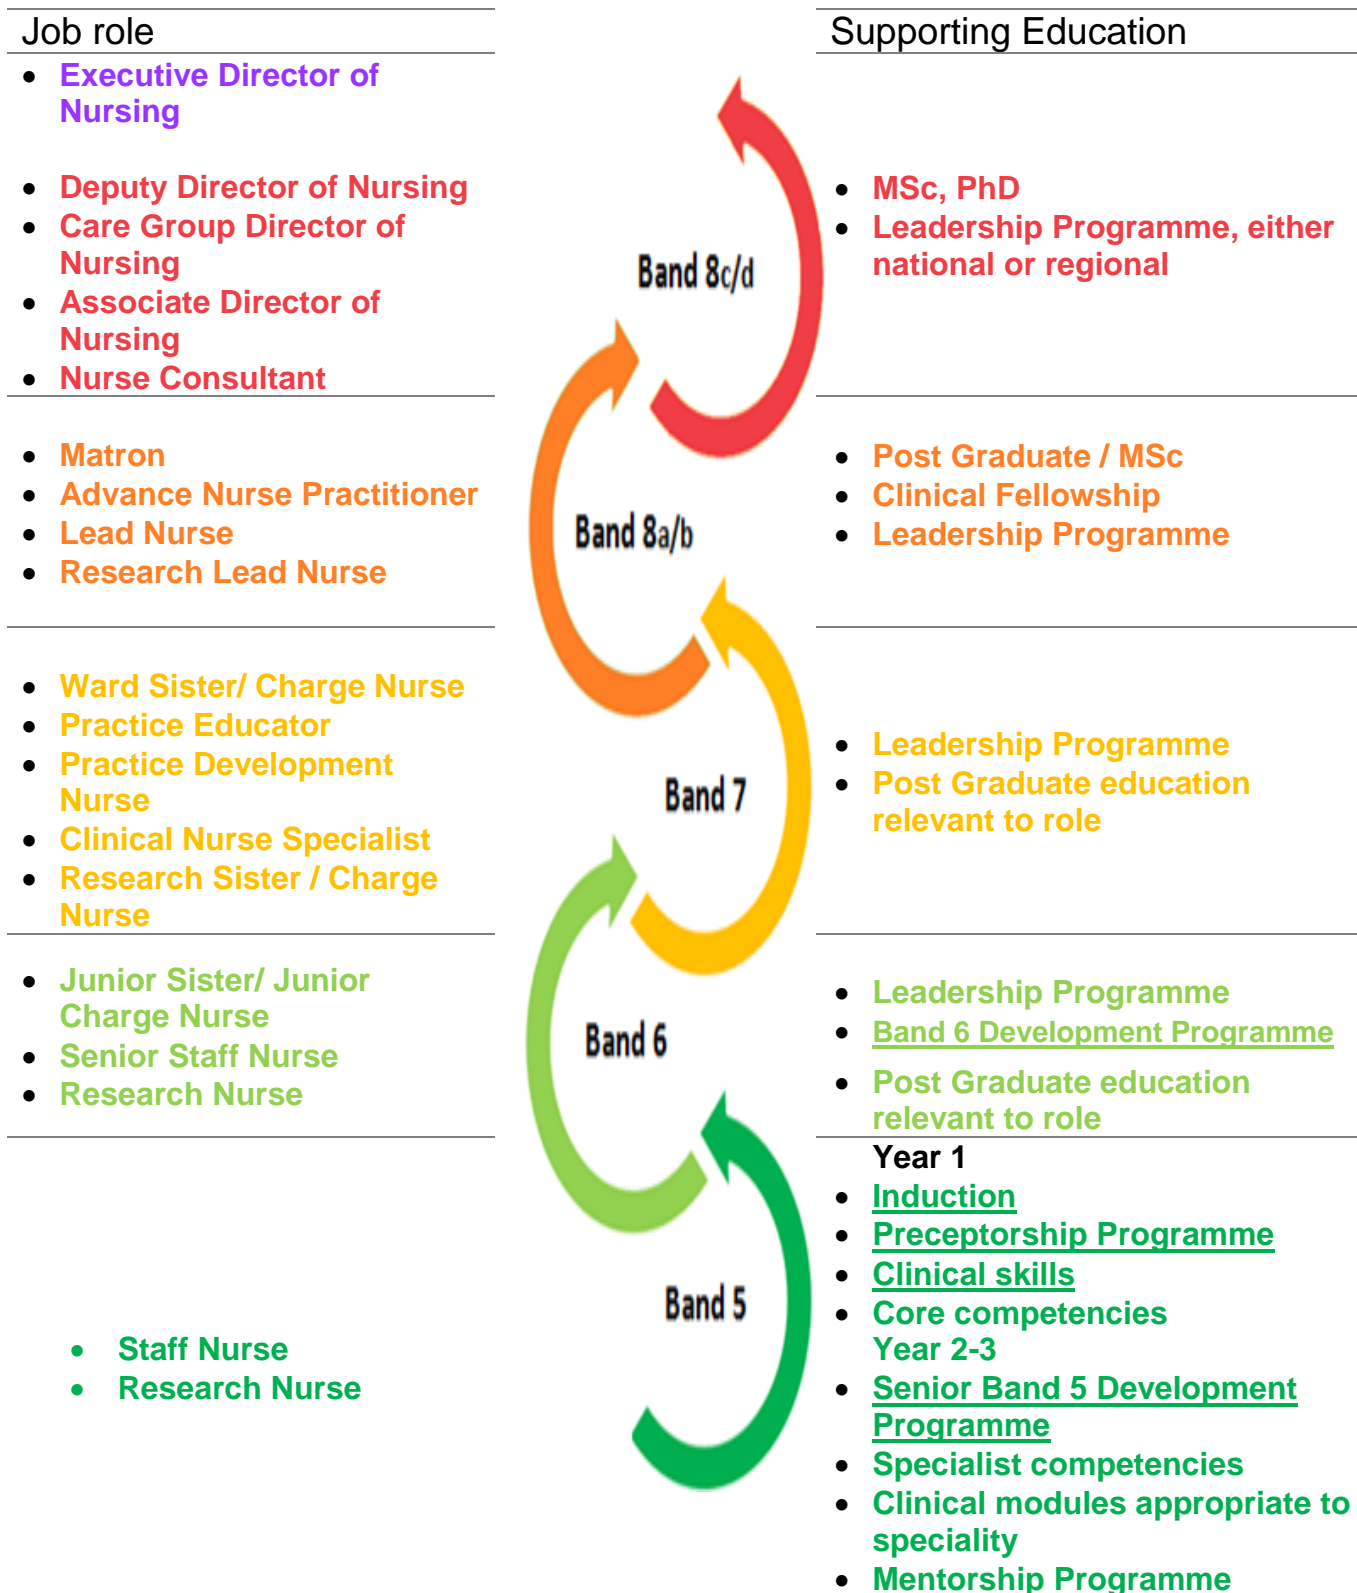 Job role
Supporting Education
• Executive Director of
Nursing
• Deputy Director of Nursing
• Care Group Director of
Nursing
• Associate Director of
Nursing
• Nurse Consultant
Band 8c/d
• MSc, PhD
• Leadership Programme, either
national or regional
• Matron
• Advance Nurse Practitioner
• Lead Nurse
• Research Lead Nurse
Band 8a/b
• Post Graduate / MSc
• Clinical Fellowship
• Leadership Programme
• Ward Sister/ Charge Nurse
• Practice Educator
• Practice Development
Nurse
• Clinical Nurse Specialist
• Research Sister / Charge
Nurse
Band 7
• Leadership Programme
• Post Graduate education
relevant to role
• Junior Sister/ Junior
Charge Nurse
• Senior Staff Nurse
• Research Nurse
Band 6
• Leadership Programme
• Band 6 Development Programme
• Post Graduate education
relevant to role
• Staff Nurse
• Research Nurse
Band 5
Year 1
• Induction
• Preceptorship Programme
• Clinical skills
• Core competencies
Year 2-3
• Senior Band 5 Development
Programme
• Specialist competencies
• Clinical modules appropriate to
speciality
• Mentorship Programme